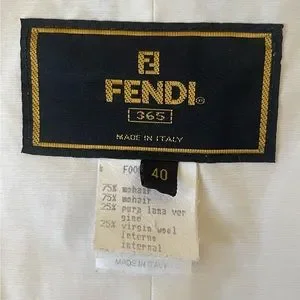 FENDI®
365
MADE IN ITALY
40
75% mohair
75% mohair
25% pura lana ver
gine
25% virgin wool
interno
internal
MADE IN ITALY